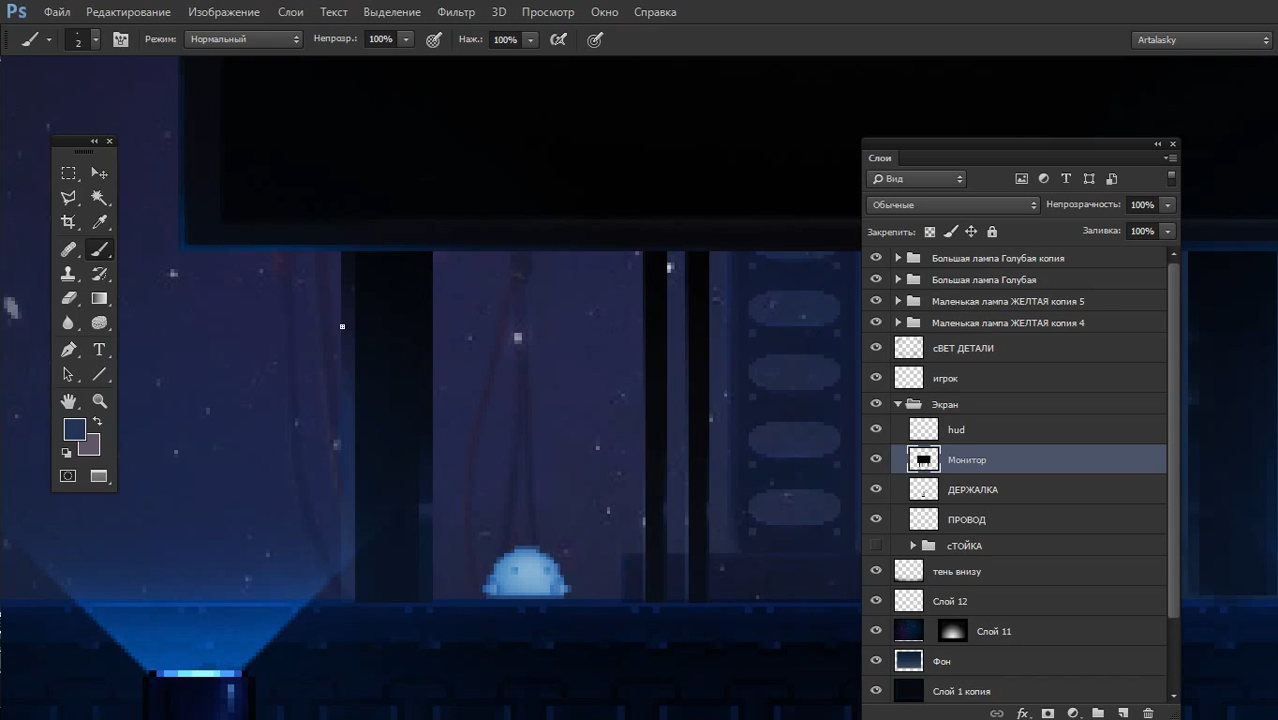 Ps Файл Изображение Слои Текст Выделение Фильтр 3D Просмотр Окно Справка
2 Режим: Нормальный Непрозр.: 100% Наж.: 100% Artalasky
Слои
Вид
Обычные Непрозрачность: 100%
Закрепить: Заливка: 100%
Большая лампа Голубая копия
Большая лампа Голубая
Маленькая лампа ЖЕЛТАЯ копия 5
Маленькая лампа ЖЕЛТАЯ копия 4
сВЕТ ДЕТАЛИ
игрок
Экран
hud
Монитор
ДЕРЖАЛКА
ПРОВОД
сТОЙКА
тень внизу
Слой 12
Слой 11
Фон
Слой 1 копия